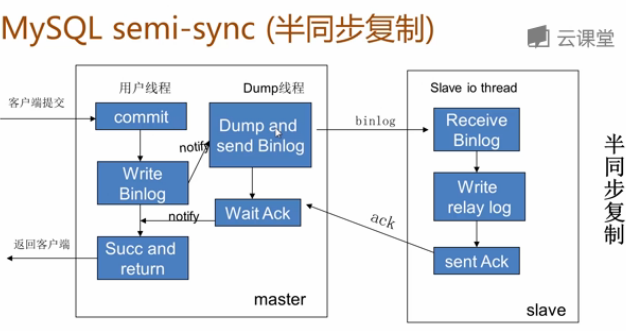 MySQL semi-sync (半同步复制)
云课堂
用户线程
Dump线程
Slave io thread
客户端提交
commit
Dump and
send Binlog
notify
binlog
Receive
Binlog
Write
Binlog
Write
relay log
notify
Wait Ack
ack
返回客户端
Succ and
return
sent Ack
master
slave
半同步复制